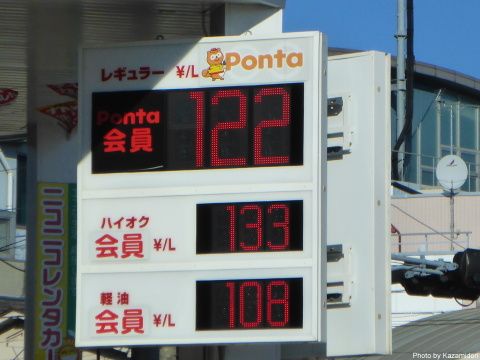 レギュラー ¥/L Ponta
Ponta
会員
122
ハイオク
会員 ¥/L
133
軽油
会員 ¥/L
108
ニコニコレンタカー
Photo by Kazamidori